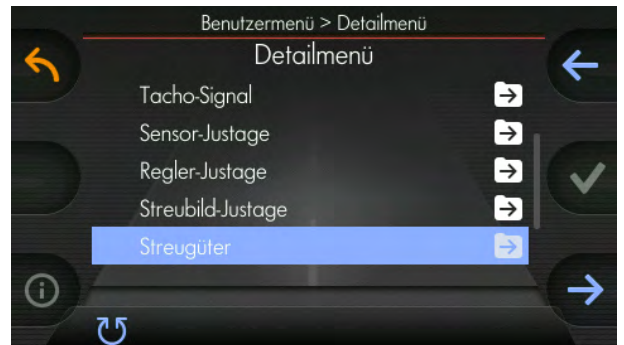 Benutzermenü > Detailmenü
Detailmenü
Tacho-Signal
Sensor-Justage
Regler-Justage
Streubild-Justage
Streugüter